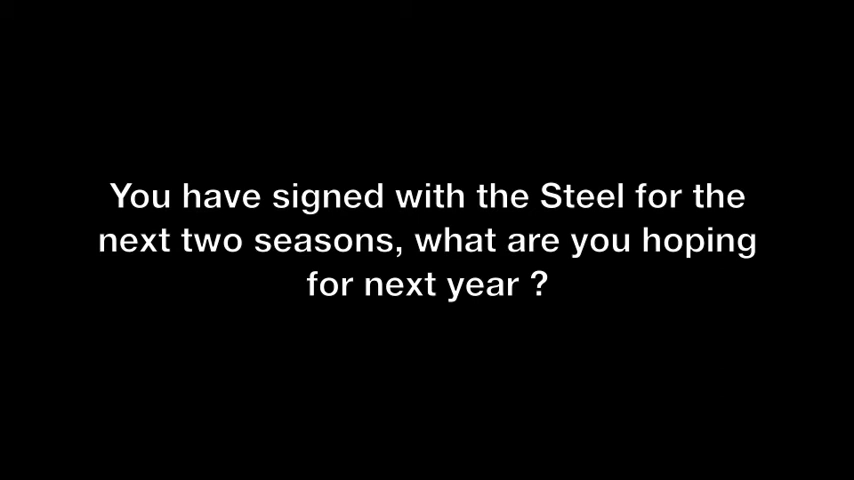 You have signed with the Steel for the
next two seasons, what are you hoping
for next year ?